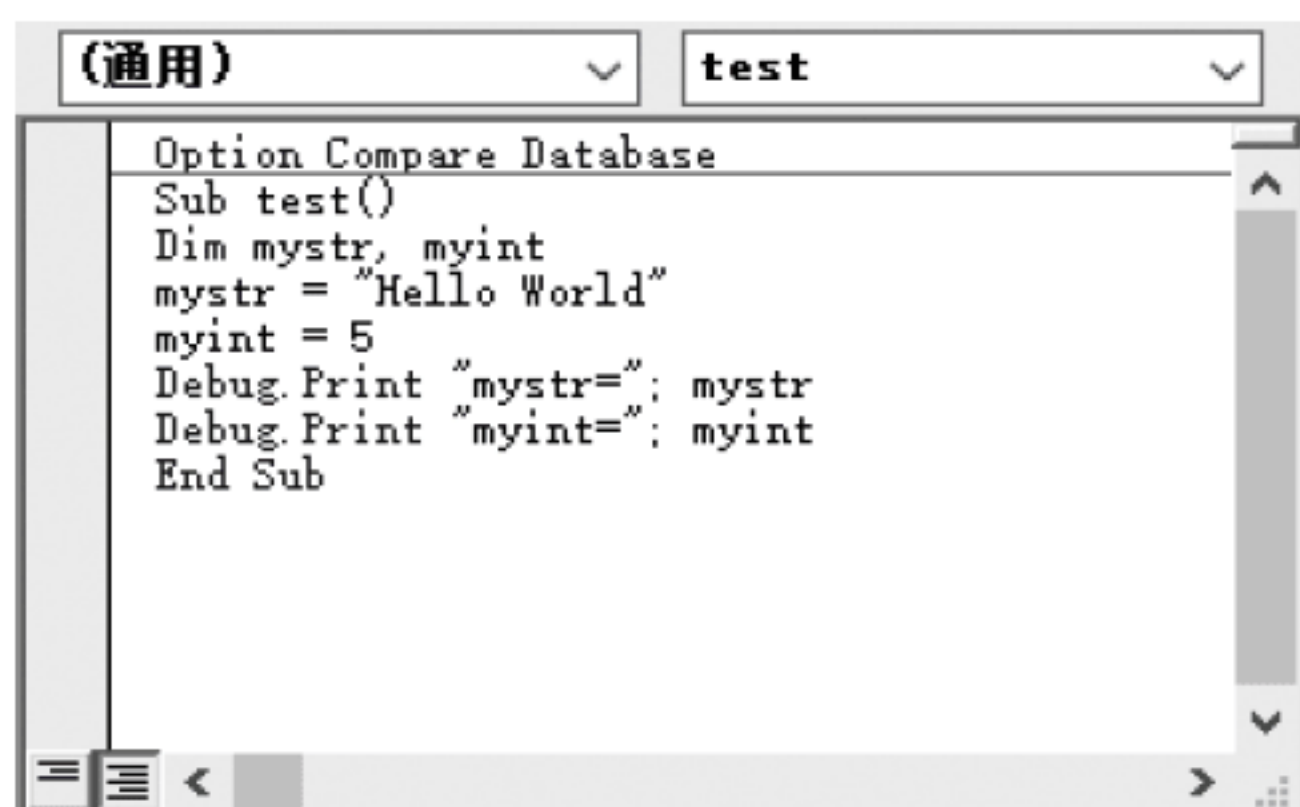 (通用) test
Option Compare Database
Sub test()
Dim mystr, myint
mystr = "Hello World"
myint = 5
Debug.Print "mystr="; mystr
Debug.Print "myint="; myint
End Sub